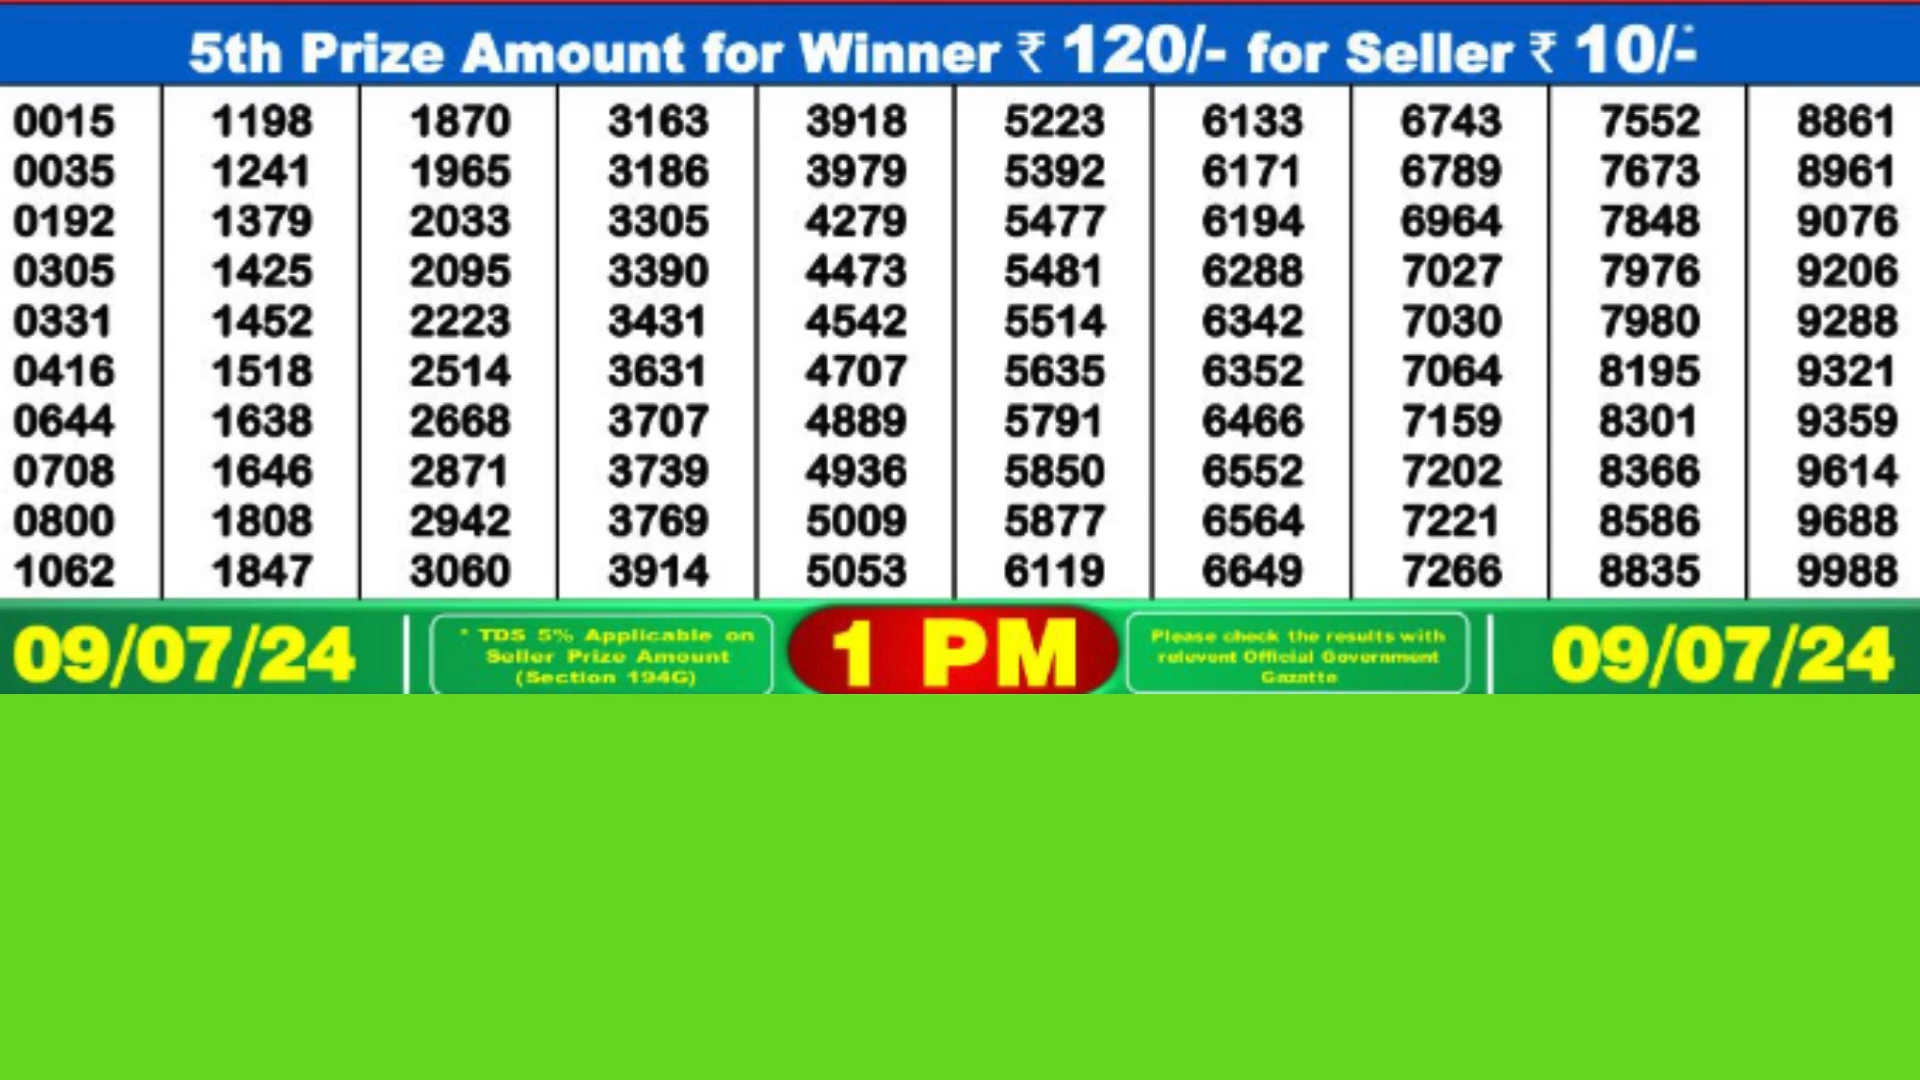 5th Prize Amount for Winner ₹ 120/- for Seller ₹ 10/-*
0015 1198 1870 3163 3918 5223 6133 6743 7552 8861
0035 1241 1965 3186 3979 5392 6171 6789 7673 8961
0192 1379 2033 3305 4279 5477 6194 6964 7848 9076
0305 1425 2095 3390 4473 5481 6288 7027 7976 9206
0331 1452 2223 3431 4542 5514 6342 7030 7980 9288
0416 1518 2514 3631 4707 5635 6352 7064 8195 9321
0644 1638 2668 3707 4889 5791 6466 7159 8301 9359
0708 1646 2871 3739 4936 5850 6552 7202 8366 9614
0800 1808 2942 3769 5009 5877 6564 7221 8586 9688
1062 1847 3060 3914 5053 6119 6649 7266 8835 9988
09/07/24
* TDS 5% Applicable on
Seller Prize Amount
(Section 194G)
1 PM
Please check the results with
relevent Official Government
Gazatte
09/07/24